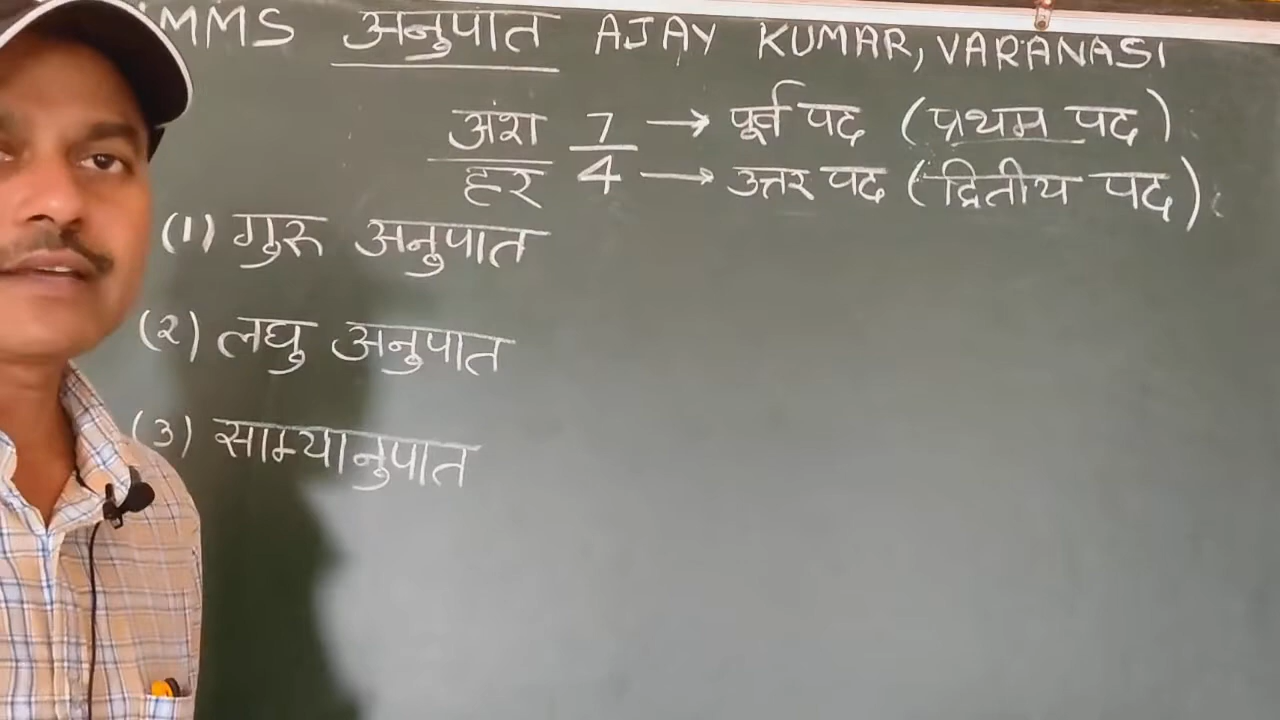 MMS अनुपात AJAY KUMAR, VARANASI
अंश 7 → पूर्व पद (प्रथम पद)
हर 4 → उत्तर पद (द्वितीय पद)
(1) गुरू अनुपात
(२) लघु अनुपात
(3) साम्यानुपात